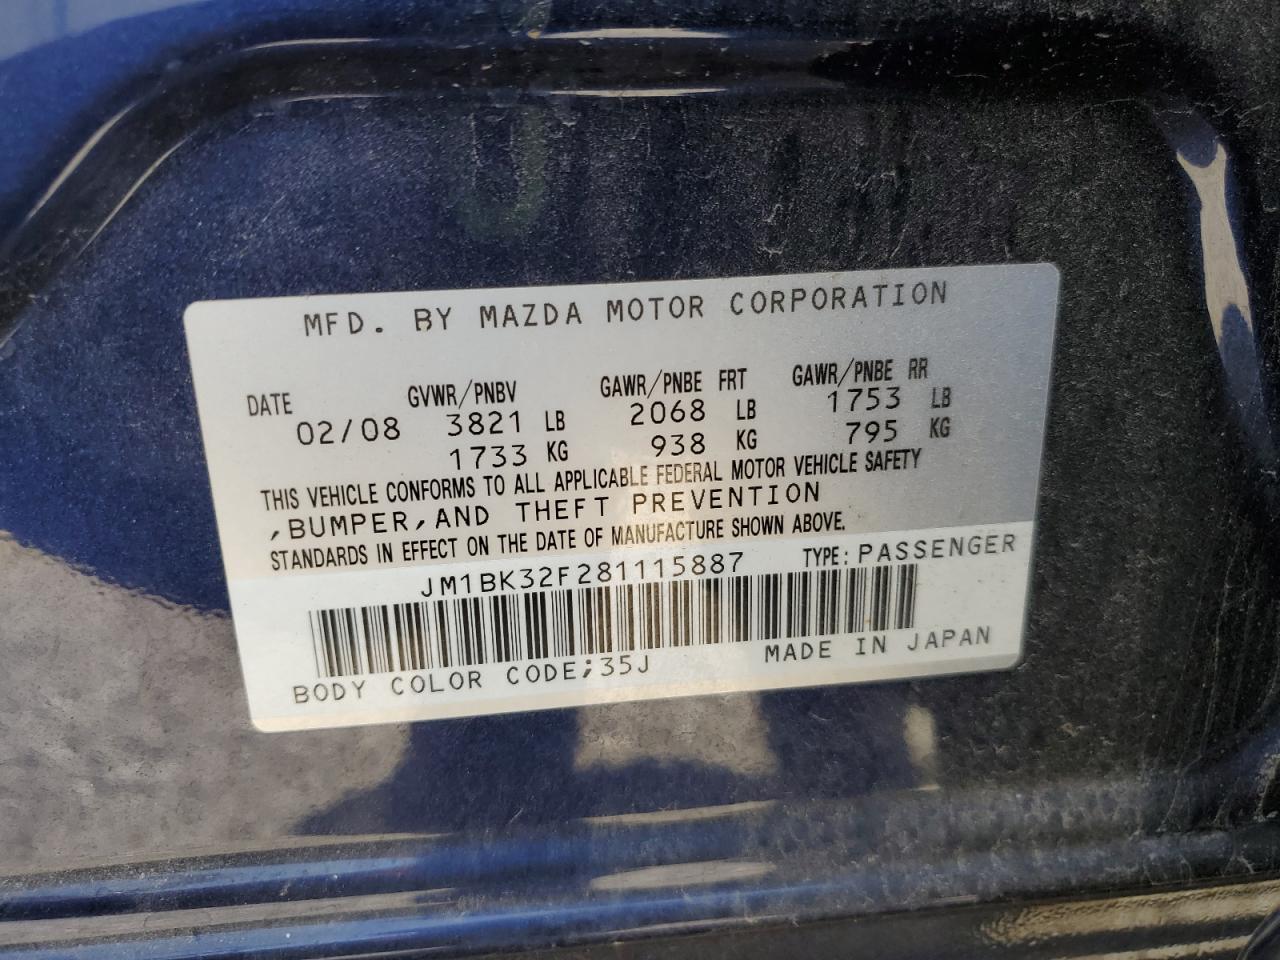 MFD. BY MAZDA MOTOR CORPORATION
DATE GVWR/PNBV GAWR/PNBE FRT GAWR/PNBE RR
02/08 3821 LB 2068 LB 1753 LB
1733 KG 938 KG 795 KG
THIS VEHICLE CONFORMS TO ALL APPLICABLE FEDERAL MOTOR VEHICLE SAFETY
,BUMPER,AND THEFT PREVENTION
STANDARDS IN EFFECT ON THE DATE OF MANUFACTURE SHOWN ABOVE.
JM1BK32F281115887 TYPE:PASSENGER
BODY COLOR CODE;35J MADE IN JAPAN